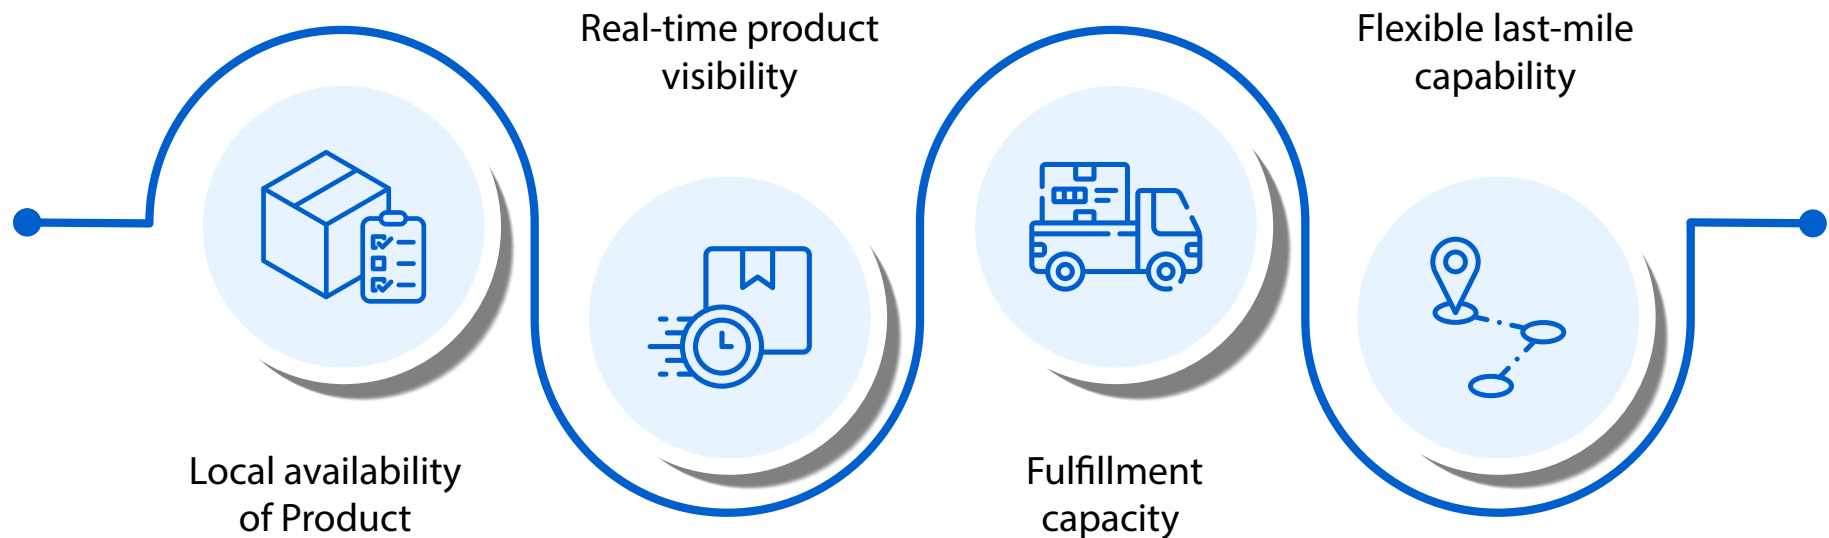 Local availability
of Product
Real-time product
visibility
Fulfillment
capacity
Flexible last-mile
capability